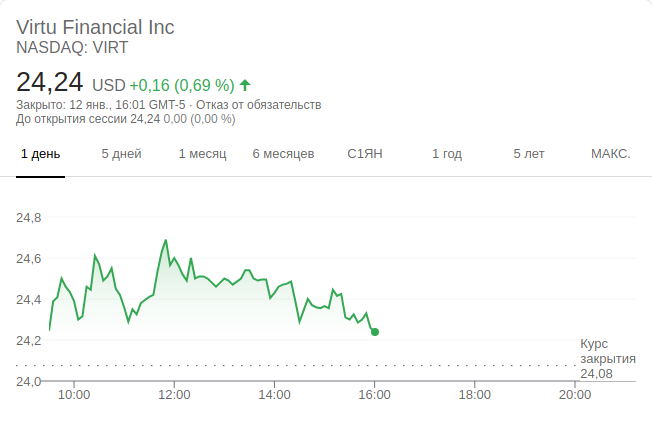 Virtu Financial Inc
NASDAQ: VIRT
24,24 USD +0,16 (0,69 %)
Закрыто: 12 янв., 16:01 GMT-5 · Отказ от обязательств
До открытия сессии 24,24 0,00 (0,00 %)
1 день 5 дней 1 месяц 6 месяцев С1ЯН 1 год 5 лет МАКС.
24,8
24,6
24,4
24,2
24,0
Курс
закрытия
24,08
10:00 12:00 14:00 16:00 18:00 20:00